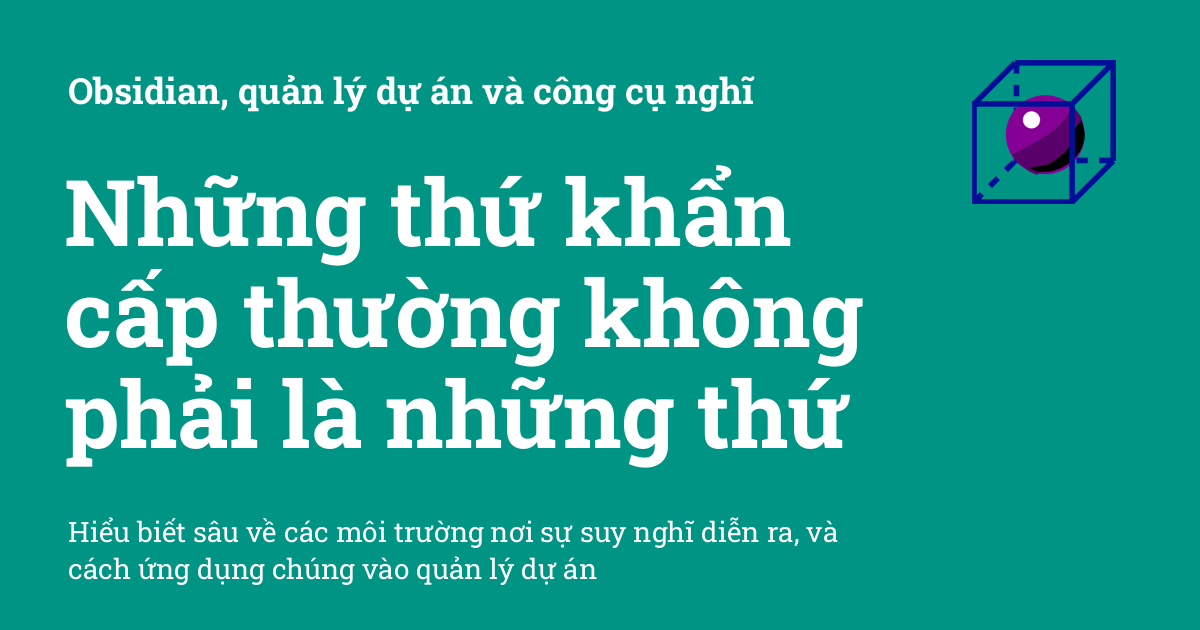 Obsidian, quản lý dự án và công cụ nghĩ
Những thứ khẩn
cấp thường không
phải là những thứ
Hiểu biết sâu về các môi trường nơi sự suy nghĩ diễn ra, và
cách ứng dụng chúng vào quản lý dự án